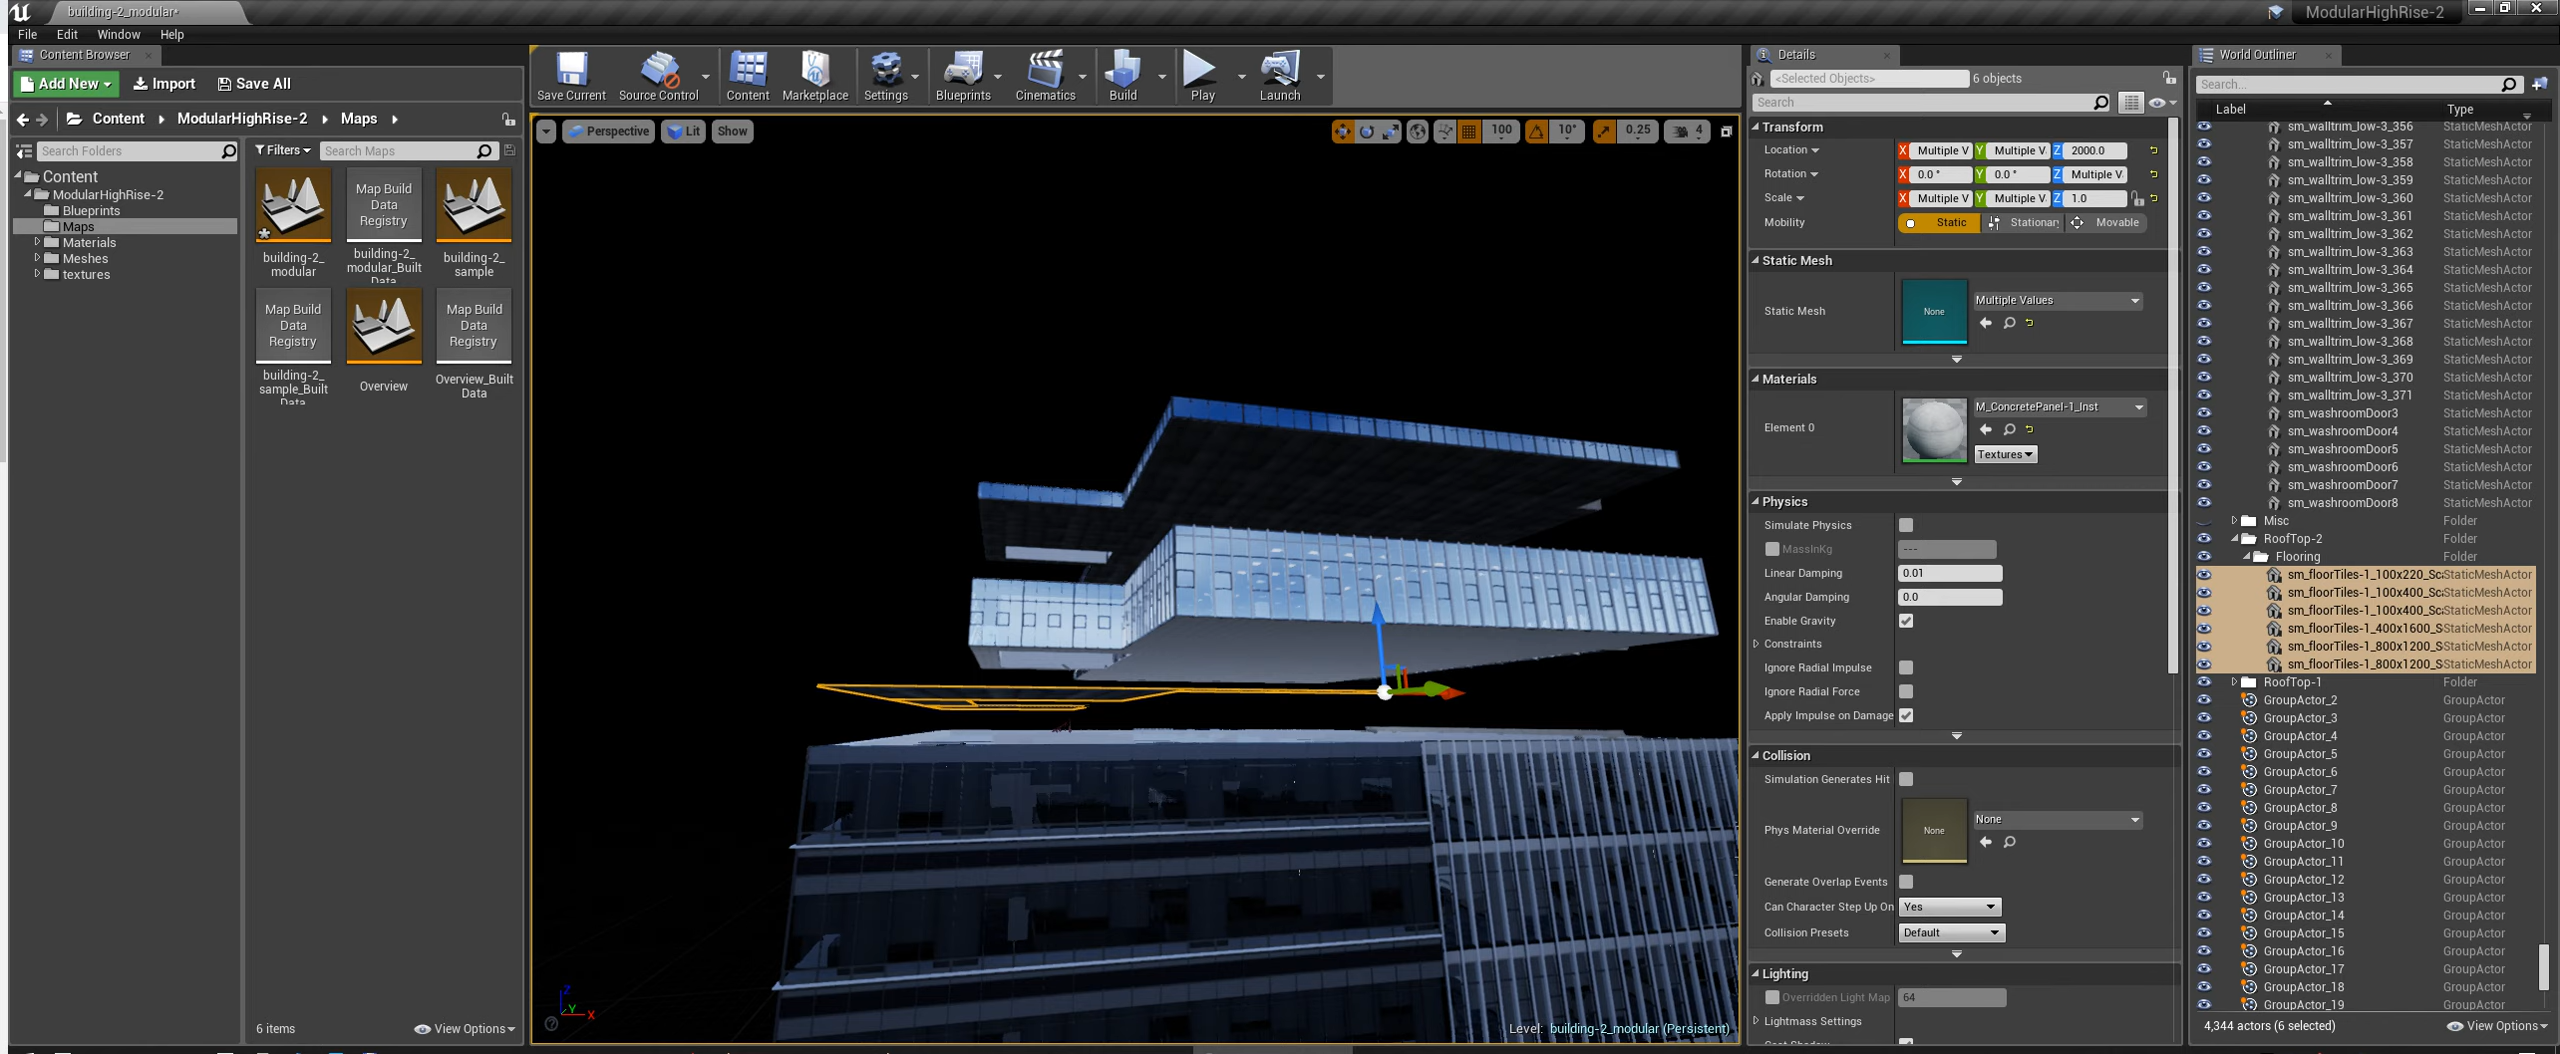 building-2_modular•
ModularHighRise-2
File Edit Window Help
Content Browser
Add New Import Save All
Content ModularHighRise-2 Maps
Search Folders
Filters Search Maps
Content
ModularHighRise-2
Blueprints
Maps
Materials
Meshes
textures
building-2_
modular
Map Build
Data
Registry
building-2_
modular_Built
Data
building-2_
sample
Map Build
Data
Registry
building-2_
sample_Built
Data
Overview
Map Build
Data
Registry
Overview_Built
Data
6 items
View Options
Save Current Source Control Content Marketplace Settings Blueprints Cinematics Build Play Launch
Perspective Lit Show
100 10° 0.25 4
Z
Y
X
Level: building-2_modular (Persistent)
Details
<Selected Objects> 6 objects
Search
Transform
Location X Multiple V Y Multiple V Z 2000.0
Rotation X 0.0 ° Y 0.0 ° Z Multiple V
Scale X Multiple V Y Multiple V Z 1.0
Mobility Static Stationar Movable
Static Mesh
Static Mesh None Multiple Values
Materials
Element 0 M_ConcretePanel-1_Inst
Textures
Physics
Simulate Physics
MassInKg ---
Linear Damping 0.01
Angular Damping 0.0
Enable Gravity
Constraints
Ignore Radial Impulse
Ignore Radial Force
Apply Impulse on Damage
Collision
Simulation Generates Hit
Phys Material Override None None
Generate Overlap Events
Can Character Step Up On Yes
Collision Presets Default
Lighting
Overridden Light Map 64
Lightmass Settings
World Outliner
Search...
Label Type
sm_walltrim_low-3_356 StaticMeshActor
sm_walltrim_low-3_357 StaticMeshActor
sm_walltrim_low-3_358 StaticMeshActor
sm_walltrim_low-3_359 StaticMeshActor
sm_walltrim_low-3_360 StaticMeshActor
sm_walltrim_low-3_361 StaticMeshActor
sm_walltrim_low-3_362 StaticMeshActor
sm_walltrim_low-3_363 StaticMeshActor
sm_walltrim_low-3_364 StaticMeshActor
sm_walltrim_low-3_365 StaticMeshActor
sm_walltrim_low-3_366 StaticMeshActor
sm_walltrim_low-3_367 StaticMeshActor
sm_walltrim_low-3_368 StaticMeshActor
sm_walltrim_low-3_369 StaticMeshActor
sm_walltrim_low-3_370 StaticMeshActor
sm_walltrim_low-3_371 StaticMeshActor
sm_washroomDoor3 StaticMeshActor
sm_washroomDoor4 StaticMeshActor
sm_washroomDoor5 StaticMeshActor
sm_washroomDoor6 StaticMeshActor
sm_washroomDoor7 StaticMeshActor
sm_washroomDoor8 StaticMeshActor
Misc Folder
RoofTop-2 Folder
Flooring Folder
sm_floorTiles-1_100x220_Sc StaticMeshActor
sm_floorTiles-1_100x400_Sc StaticMeshActor
sm_floorTiles-1_100x400_Sc StaticMeshActor
sm_floorTiles-1_400x1600_S StaticMeshActor
sm_floorTiles-1_800x1200_S StaticMeshActor
sm_floorTiles-1_800x1200_S StaticMeshActor
RoofTop-1 Folder
GroupActor_2 GroupActor
GroupActor_3 GroupActor
GroupActor_4 GroupActor
GroupActor_5 GroupActor
GroupActor_6 GroupActor
GroupActor_7 GroupActor
GroupActor_8 GroupActor
GroupActor_9 GroupActor
GroupActor_10 GroupActor
GroupActor_11 GroupActor
GroupActor_12 GroupActor
GroupActor_13 GroupActor
GroupActor_14 GroupActor
GroupActor_15 GroupActor
GroupActor_16 GroupActor
GroupActor_17 GroupActor
GroupActor_18 GroupActor
GroupActor_19 GroupActor
4,344 actors (6 selected) View Options